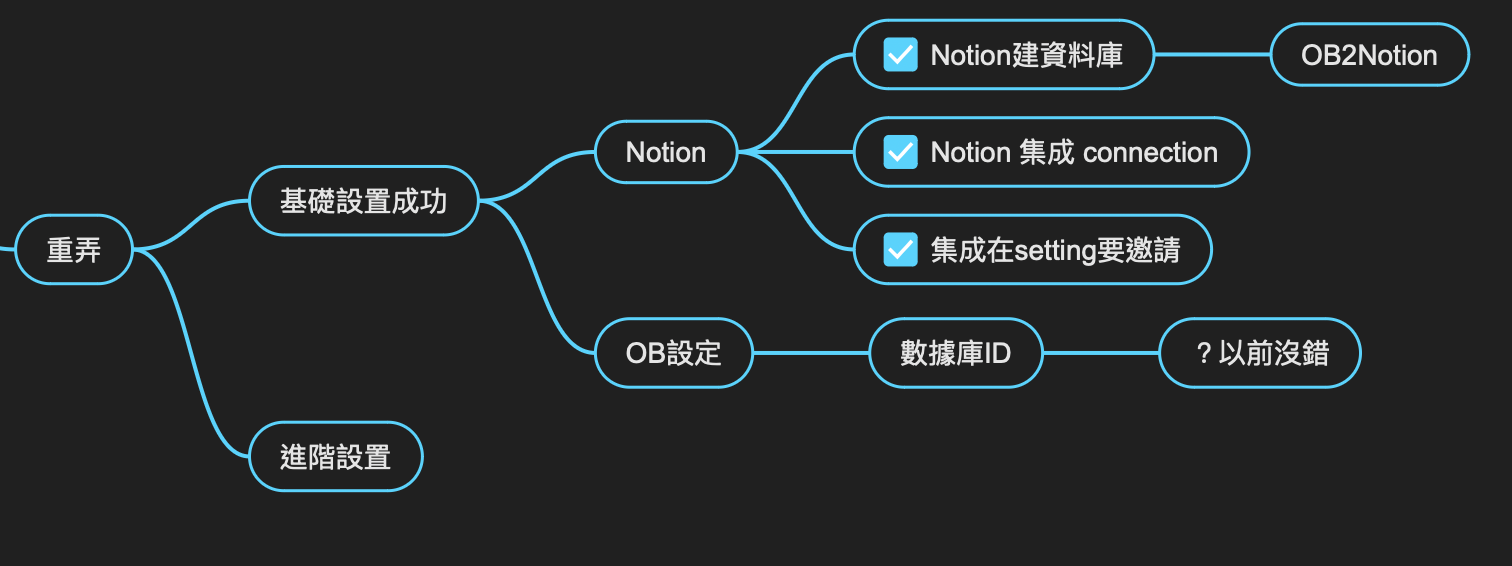 重弄
基礎設置成功
Notion
Notion建資料庫
OB2Notion
Notion 集成 connection
集成在setting要邀請
OB設定
數據庫ID
？以前沒錯
進階設置